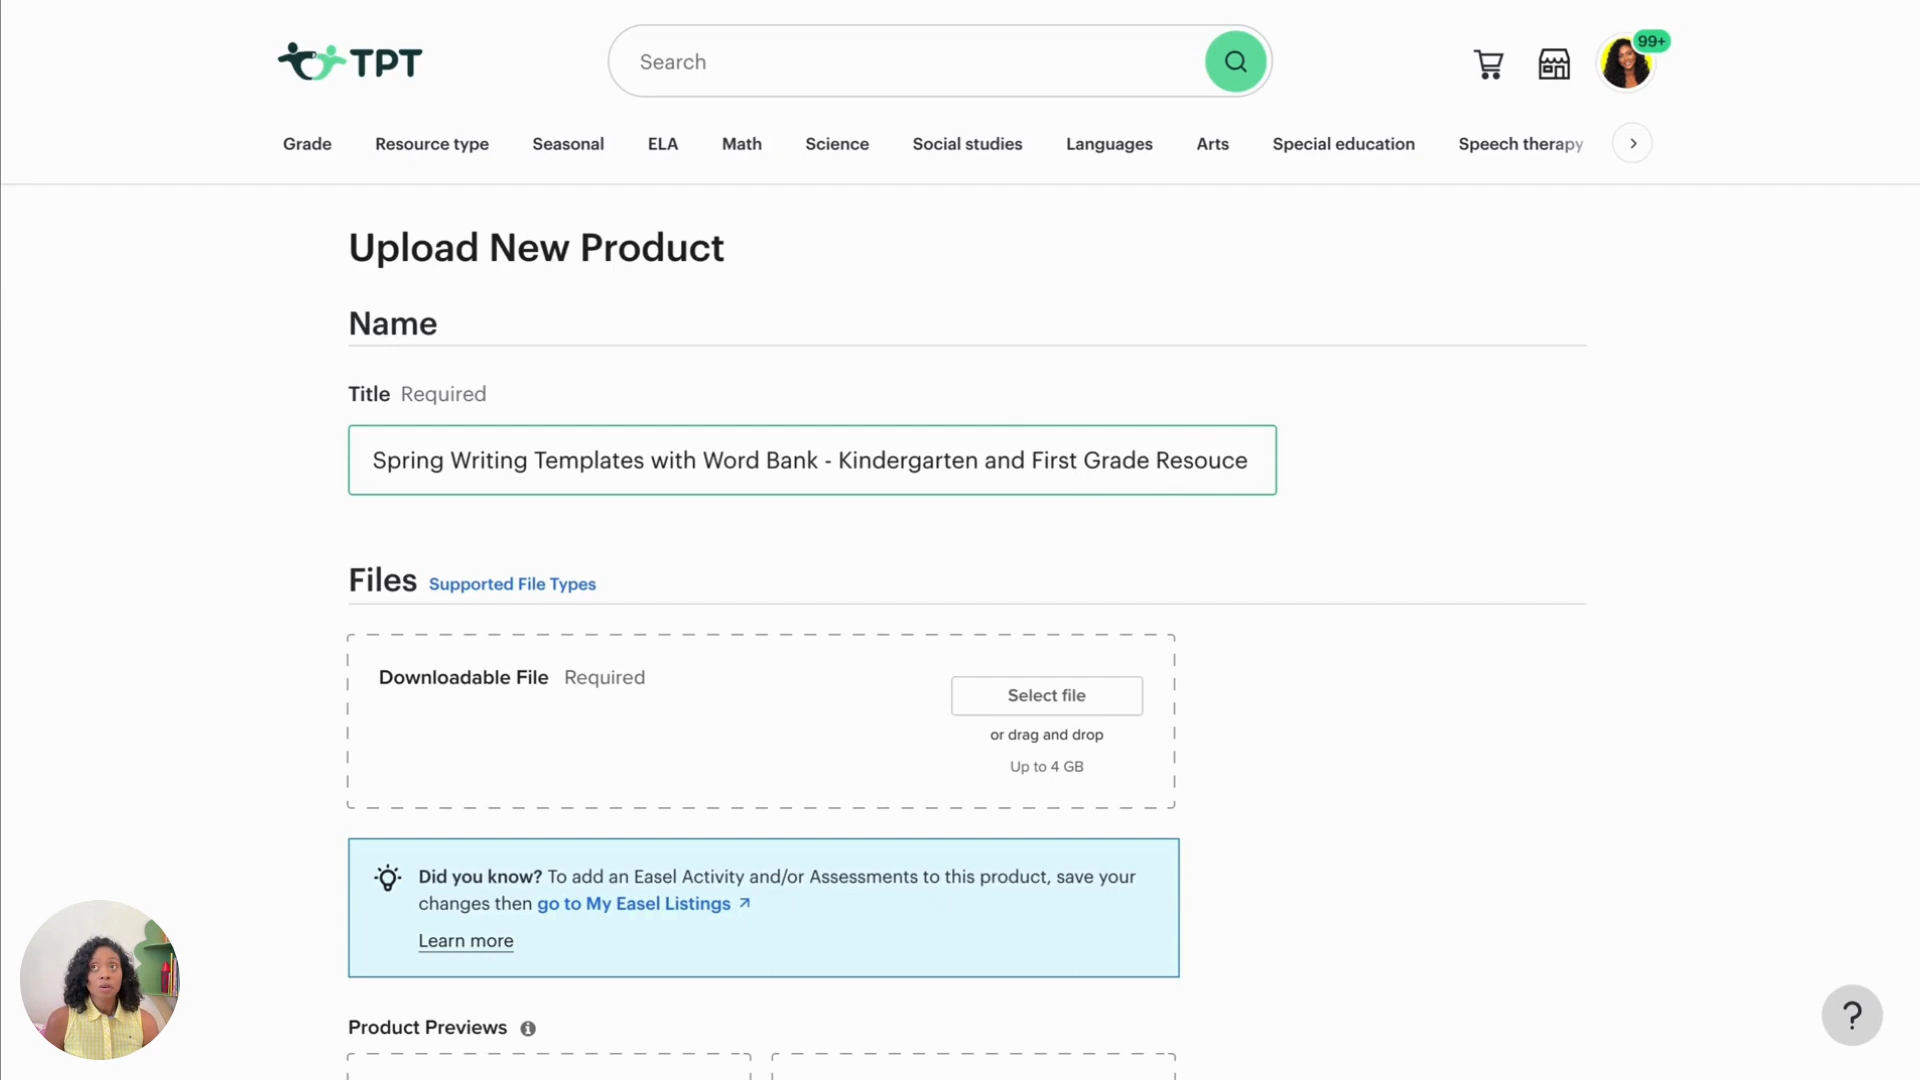 TPT
Search
99+
Grade Resource type Seasonal ELA Math Science Social studies Languages Arts Special education Speech therapy
Upload New Product
Name
Title Required
Spring Writing Templates with Word Bank - Kindergarten and First Grade Resouce
Files Supported File Types
Downloadable File Required
Select file
or drag and drop
Up to 4 GB
Did you know? To add an Easel Activity and/or Assessments to this product, save your
changes then go to My Easel Listings
Learn more
Product Previews
?